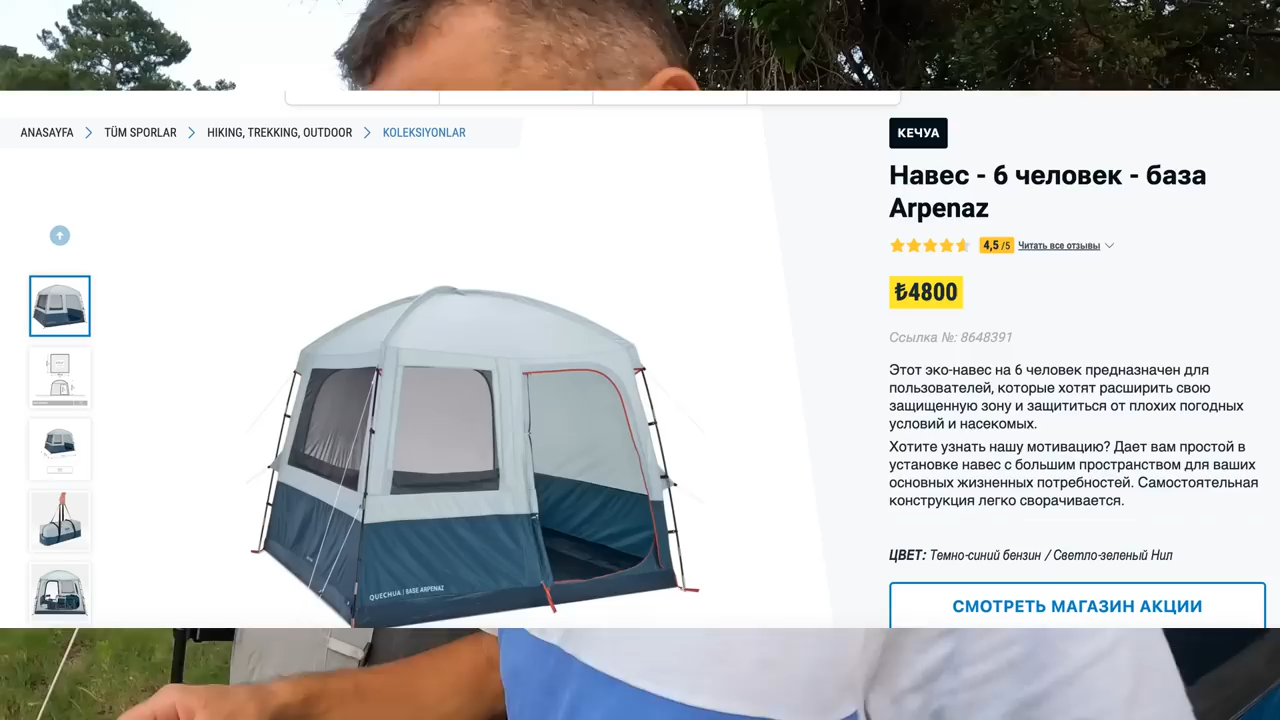 ANASAYFA > TÜM SPORLAR > HIKING, TREKKING, OUTDOOR > KOLEKSIYONLAR
КЕЧУА
Навес - 6 человек - база
Arpenaz
4,5 /5 Читать все отзывы
₺4800
Ссылка №: 8648391
Этот эко-навес на 6 человек предназначен для
пользователей, которые хотят расширить свою
защищенную зону и защититься от плохих погодных
условий и насекомых.
Хотите узнать нашу мотивацию? Дает вам простой в
установке навес с большим пространством для ваших
основных жизненных потребностей. Самостоятельная
конструкция легко сворачивается.
ЦВЕТ: Темно-синий бензин / Светло-зеленый Нил
СМОТРЕТЬ МАГАЗИН АКЦИИ
QUECHUA | BASE ARPENAZ